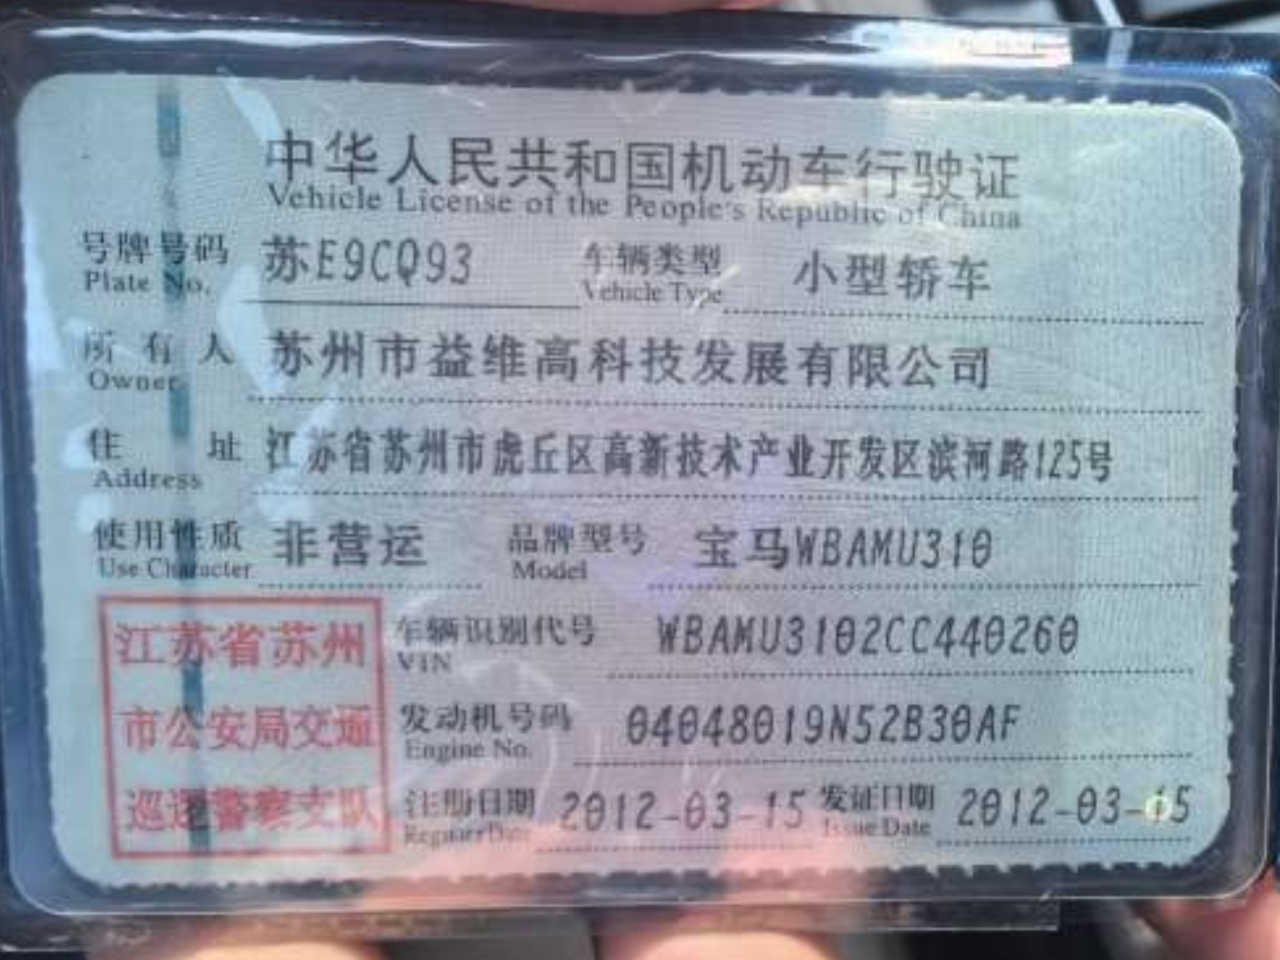 中华人民共和国机动车行驶证
Vehicle License of the People's Republic of China
号牌号码 苏E9CQ93 车辆类型 小型轿车
Plate No. Vehicle Type
所有人 苏州市益维高科技发展有限公司
Owner
住址 江苏省苏州市虎丘区高新技术产业开发区滨河路125号
Address
使用性质 非营运 品牌型号 宝马WBAMU310
Use Character Model
江苏省苏州 车辆识别代号 WBAMU3102CC440260
VIN
市公安局交通 发动机号码 04048019N52B30AF
Engine No.
巡逻警察支队 注册日期 2012-03-15 发证日期 2012-03-15
Register Date Issue Date